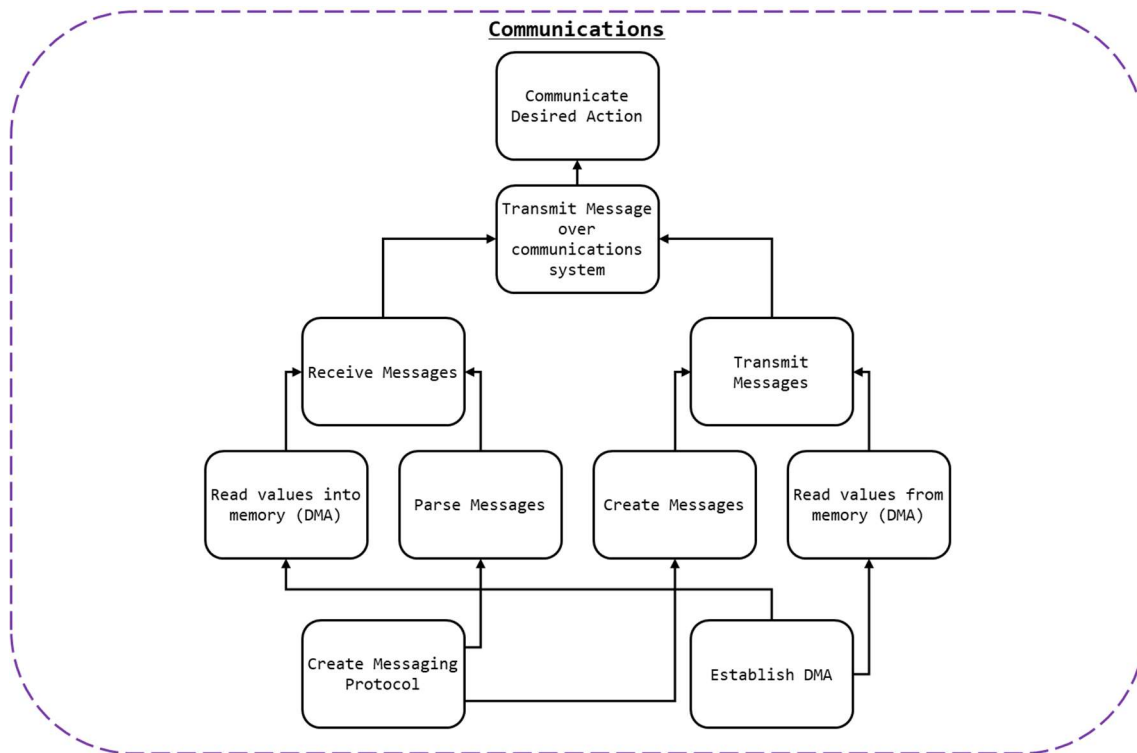 Communications
Communicate
Desired Action
Transmit Message
over
communications
system
Receive Messages
Transmit
Messages
Read values into
memory (DMA)
Parse Messages
Create Messages
Read values from
memory (DMA)
Create Messaging
Protocol
Establish DMA